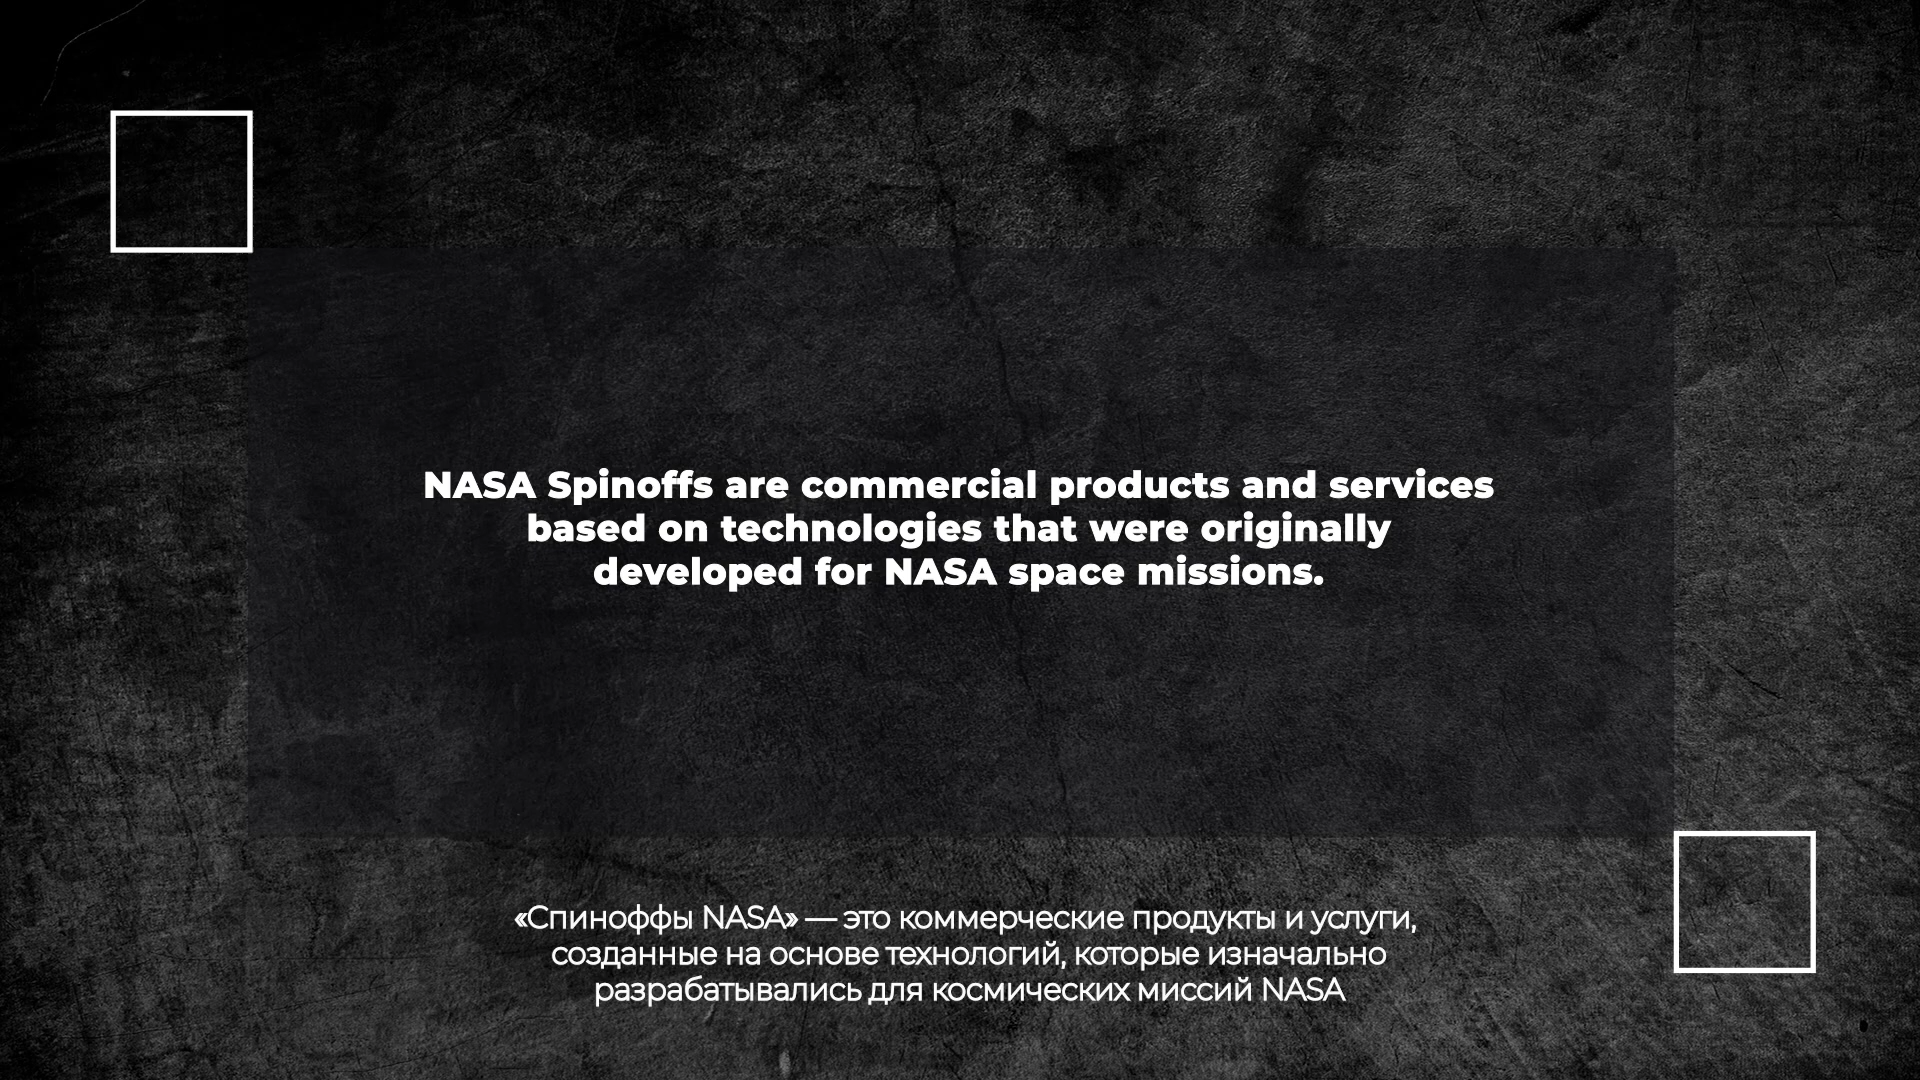 NASA Spinoffs are commercial products and services
based on technologies that were originally
developed for NASA space missions.
«Спиноффы NASA» — это коммерческие продукты и услуги,
созданные на основе технологий, которые изначально
разрабатывались для космических миссий NASA